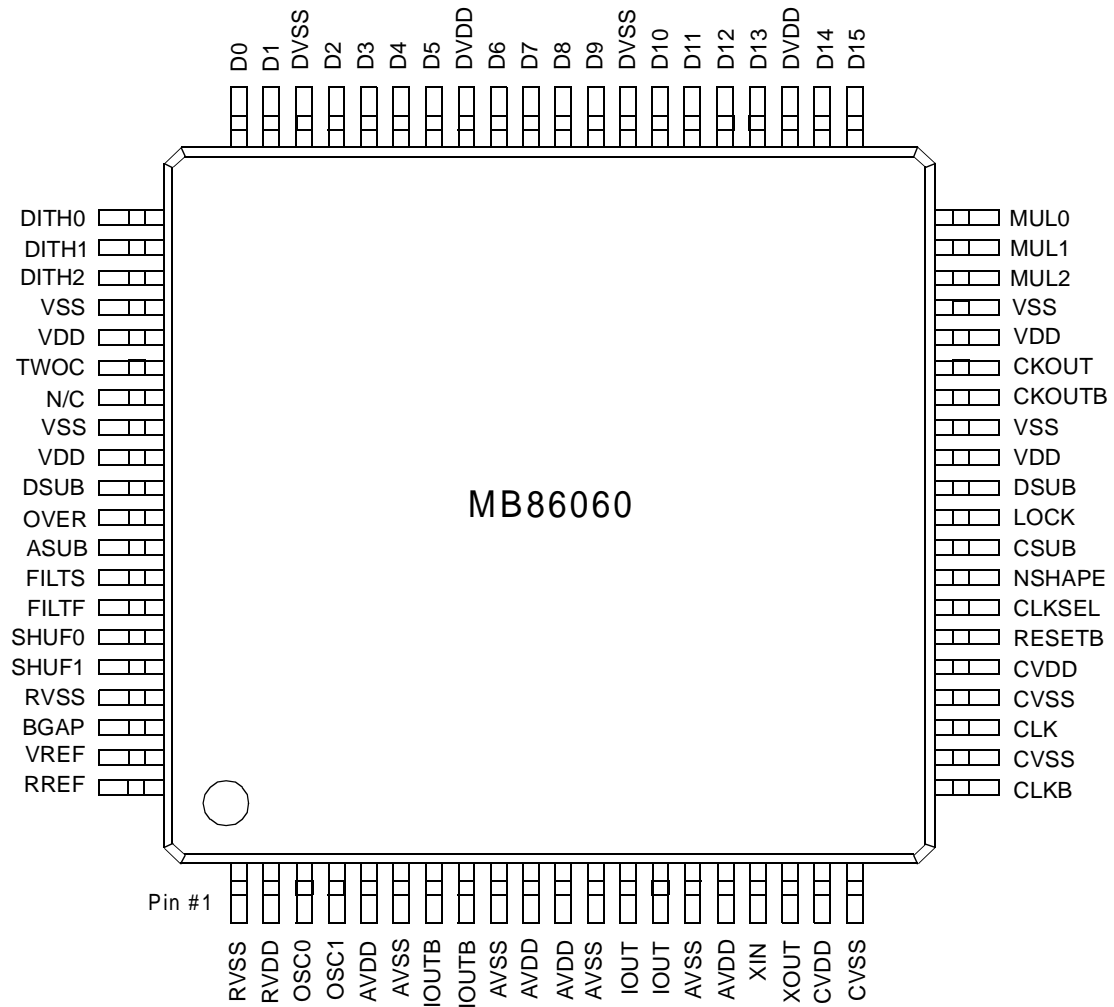 D0
D1
DVSS
D2
D3
D4
D5
DVDD
D6
D7
D8
D9
DVSS
D10
D11
D12
D13
DVDD
D14
D15
DITH0
DITH1
DITH2
VSS
VDD
TWOC
N/C
VSS
VDD
DSUB
OVER
ASUB
FILTS
FILTF
SHUF0
SHUF1
RVSS
BGAP
VREF
RREF
MB86060
MUL0
MUL1
MUL2
VSS
VDD
CKOUT
CKOUTB
VSS
VDD
DSUB
LOCK
CSUB
NSHAPE
CLKSEL
RESETB
CVDD
CVSS
CLK
CVSS
CLKB
Pin #1
RVSS
RVDD
OSC0
OSC1
AVDD
AVSS
IOUTB
IOUTB
AVSS
AVDD
AVDD
AVSS
IOUT
IOUT
AVSS
AVDD
XIN
XOUT
CVDD
CVSS